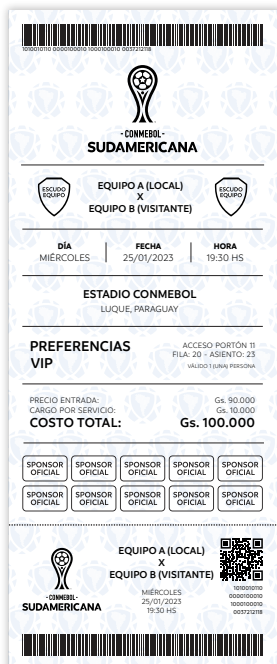 1010010110 0000100010 1000100010 0037212118
- CONMEBOL -
SUDAMERICANA
ESCUDO
EQUIPO
EQUIPO A (LOCAL)
X
EQUIPO B (VISITANTE)
ESCUDO
EQUIPO
DÍA
MIÉRCOLES
FECHA
25/01/2023
HORA
19:30 HS
ESTADIO CONMEBOL
LUQUE, PARAGUAY
PREFERENCIAS
VIP
ACCESO PORTÓN 11
FILA: 20 - ASIENTO: 23
VÁLIDO 1 (UNA) PERSONA
PRECIO ENTRADA: Gs. 90.000
CARGO POR SERVICIO: Gs. 10.000
COSTO TOTAL: Gs. 100.000
SPONSOR
OFICIAL
SPONSOR
OFICIAL
SPONSOR
OFICIAL
SPONSOR
OFICIAL
SPONSOR
OFICIAL
SPONSOR
OFICIAL
SPONSOR
OFICIAL
SPONSOR
OFICIAL
SPONSOR
OFICIAL
SPONSOR
OFICIAL
- CONMEBOL -
SUDAMERICANA
EQUIPO A (LOCAL)
X
EQUIPO B (VISITANTE)
MIÉRCOLES
25/01/2023
19:30 HS
1010010110
0000100010
1000100010
0037212118